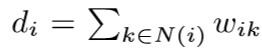 d_i = \sum_{k \in N(i)} w_{ik}